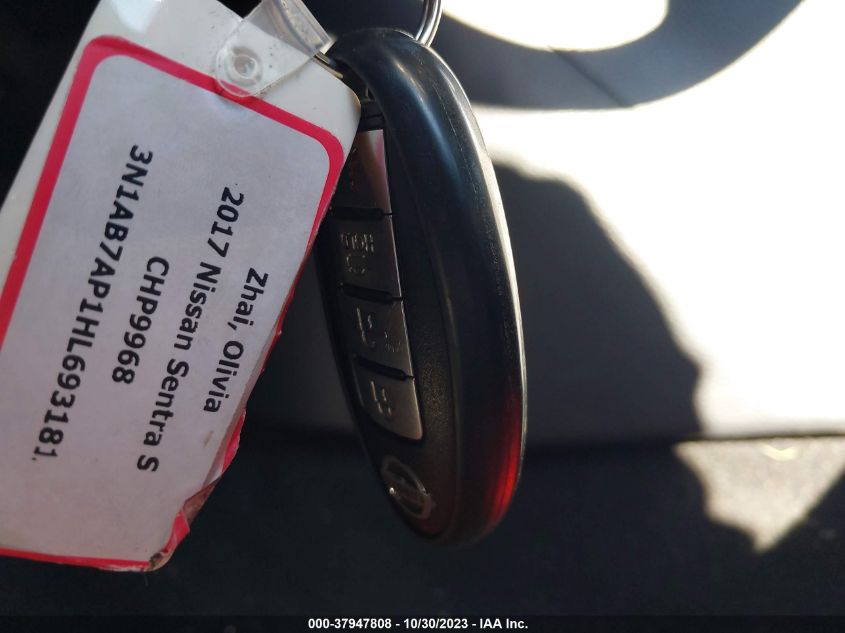 Zhai, Olivia
2017 Nissan Sentra S
CHP9968
3N1AB7AP1HL693181.
000-37947808 - 10/30/2023 - IAA Inc.